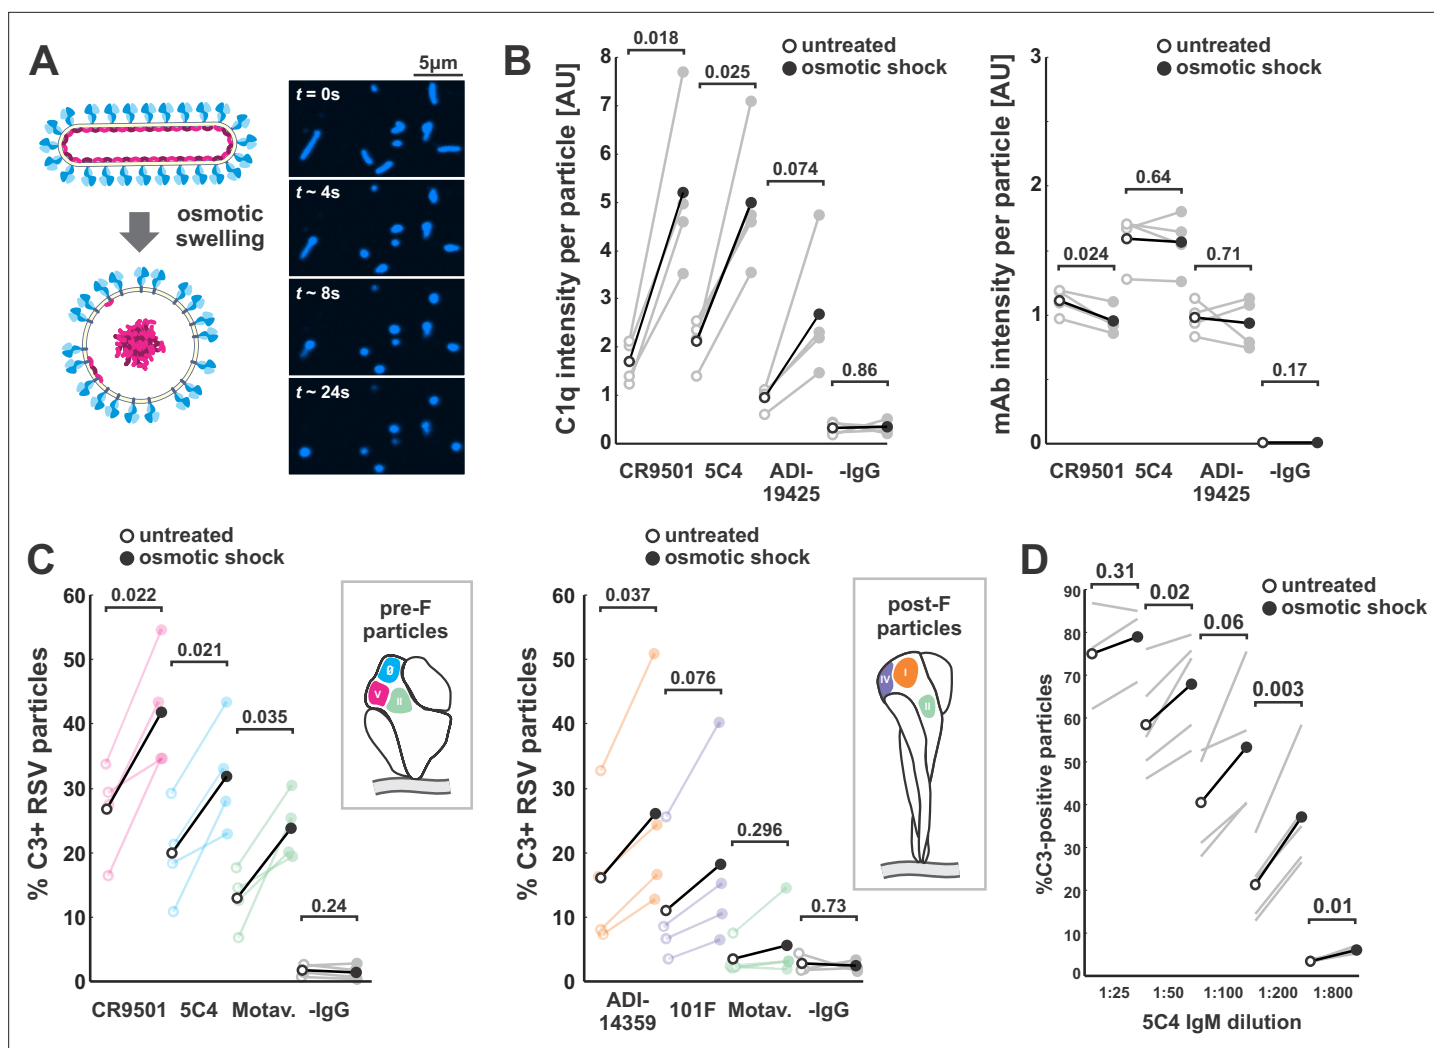 A
5µm
t = 0s
t ~ 4s
t ~ 8s
t ~ 24s
osmotic
swelling
B
untreated
osmotic shock
C1q intensity per particle [AU]
8
7
6
5
4
3
2
1
0
0.018
0.025
0.074
0.86
CR9501
5C4
ADI-
19425
-IgG
untreated
osmotic shock
mAb intensity per particle [AU]
3
2
1
0
0.024
0.64
0.71
0.17
CR9501
5C4
ADI-
19425
-IgG
C
untreated
osmotic shock
% C3+ RSV particles
60
50
40
30
20
10
0
0.022
0.021
0.035
0.24
CR9501
5C4
Motav.
-IgG
pre-F
particles
Ø
V
II
untreated
osmotic shock
% C3+ RSV particles
60
50
40
30
20
10
0
0.037
0.076
0.296
0.73
ADI-
14359
101F
Motav.
-IgG
post-F
particles
IV
I
II
D
untreated
osmotic shock
%C3-positive particles
90
80
70
60
50
40
30
20
10
0
0.31
0.02
0.06
0.003
0.01
1:25
1:50
1:100
1:200
1:800
5C4 IgM dilution